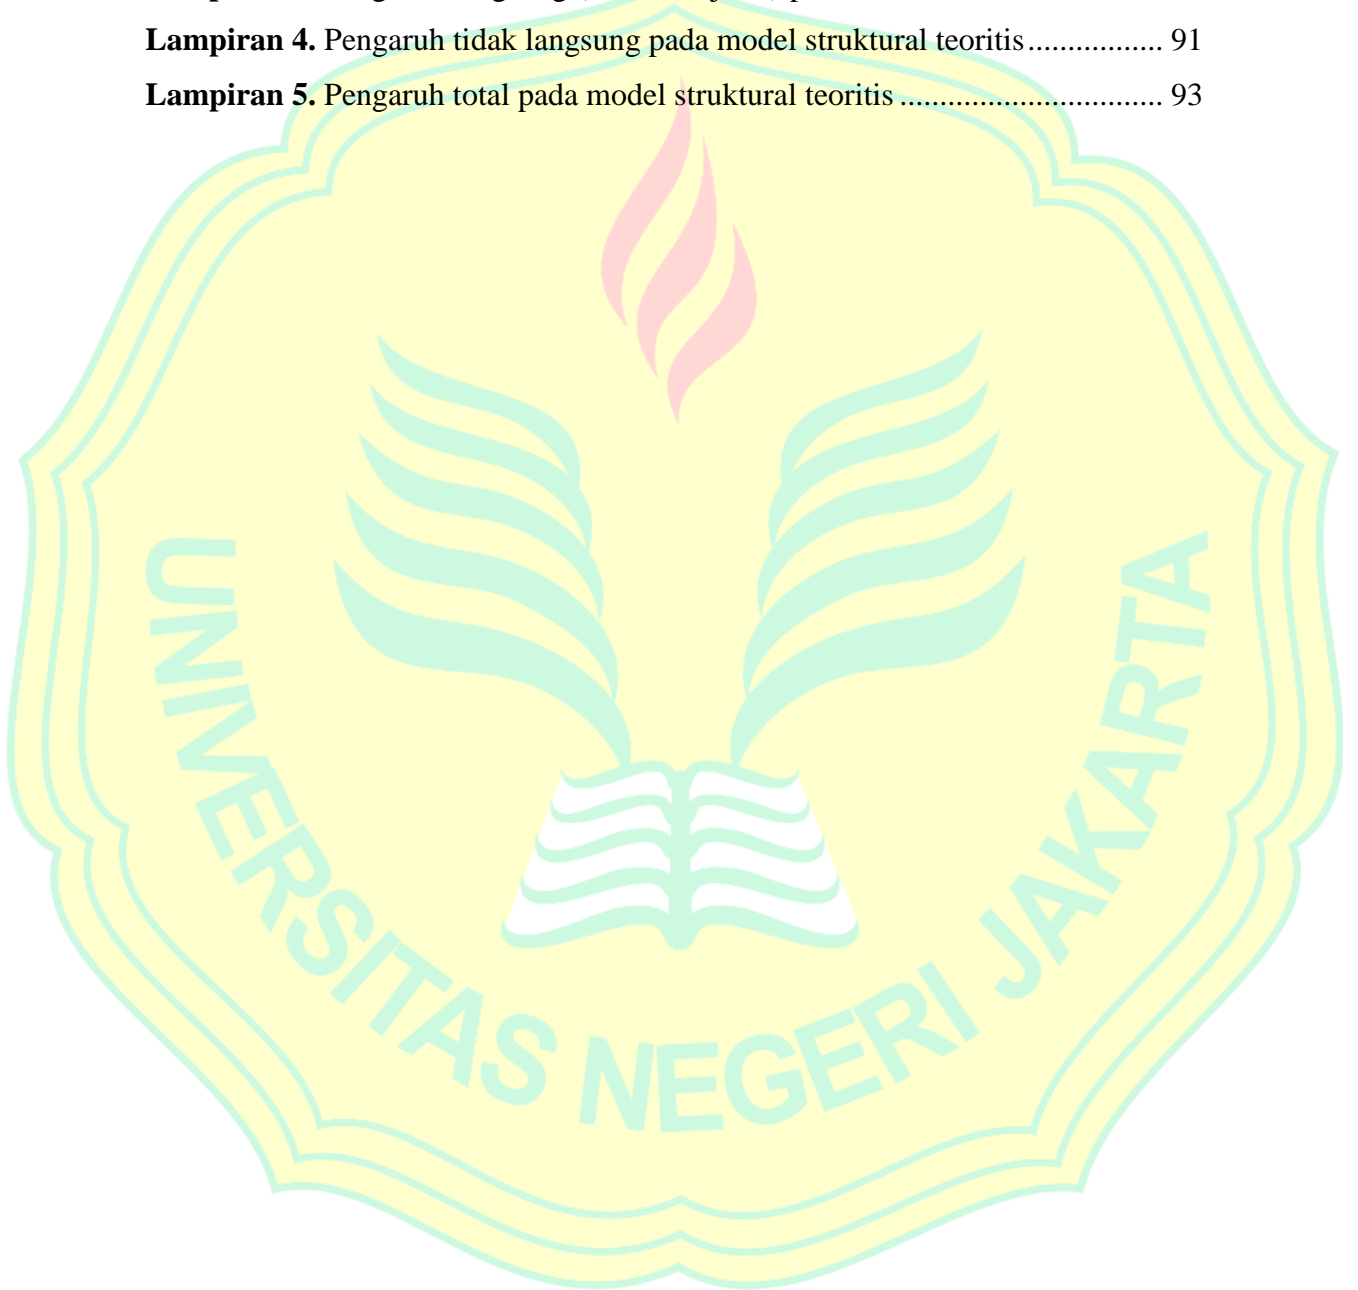 Lampiran 4. Pengaruh tidak langsung pada model struktural teoritis................. 91
Lampiran 5. Pengaruh total pada model struktural teoritis................................. 93
UNIVERSITAS NEGERI JAKARTA